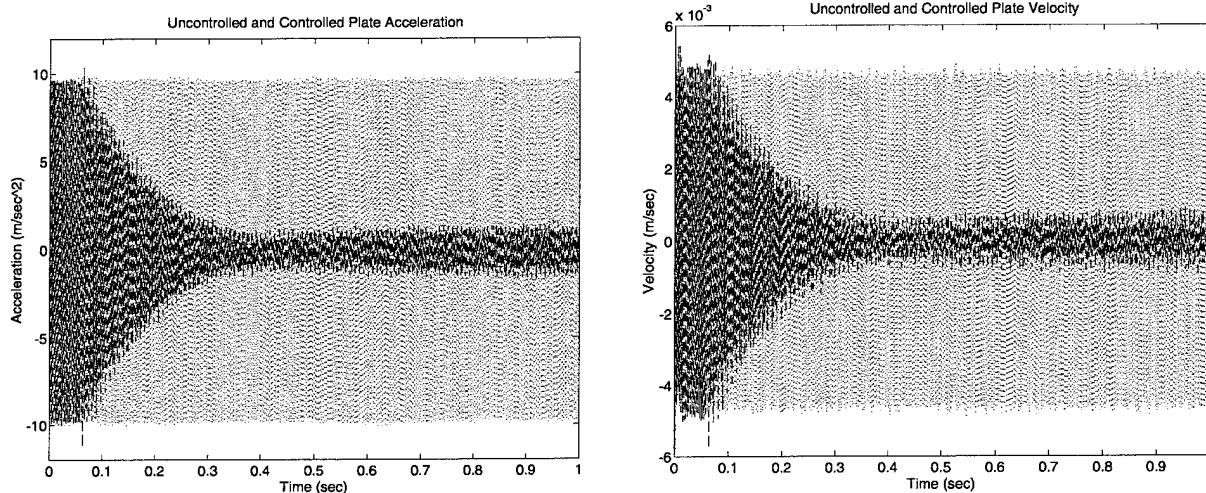 Uncontrolled and Controlled Plate Acceleration
10
5
0
-5
-10
Acceleration (m/sec^2)
0 0.1 0.2 0.3 0.4 0.5 0.6 0.7 0.8 0.9 1
Time (sec)
Uncontrolled and Controlled Plate Velocity
6 x 10^-3
4
2
0
-2
-4
-6
Velocity (m/sec)
0 0.1 0.2 0.3 0.4 0.5 0.6 0.7 0.8 0.9
Time (sec)